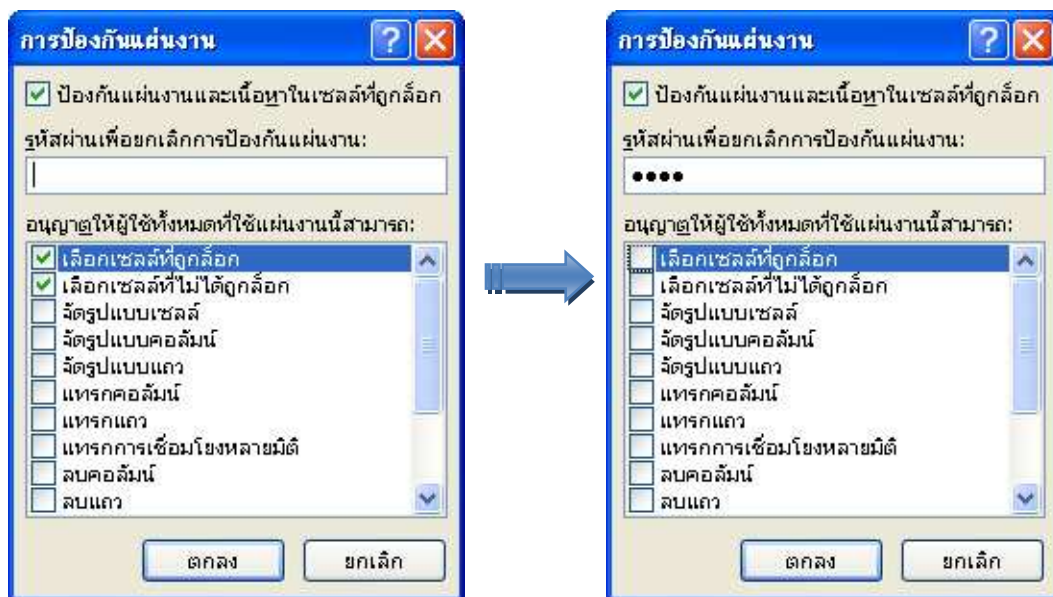 การป้องกันแผ่นงาน
ป้องกันแผ่นงานและเนื้อหาในเซลล์ที่ถูกล็อก
รหัสผ่านเพื่อยกเลิกการป้องกันแผ่นงาน:
อนุญาตให้ผู้ใช้ทั้งหมดที่ใช้แผ่นงานนี้สามารถ:
เลือกเซลล์ที่ถูกล็อก
เลือกเซลล์ที่ไม่ได้ถูกล็อก
จัดรูปแบบเซลล์
จัดรูปแบบคอลัมน์
จัดรูปแบบแถว
แทรกคอลัมน์
แทรกแถว
แทรกการเชื่อมโยงหลายมิติ
ลบคอลัมน์
ลบแถว
ตกลง
ยกเลิก
การป้องกันแผ่นงาน
ป้องกันแผ่นงานและเนื้อหาในเซลล์ที่ถูกล็อก
รหัสผ่านเพื่อยกเลิกการป้องกันแผ่นงาน:
••••
อนุญาตให้ผู้ใช้ทั้งหมดที่ใช้แผ่นงานนี้สามารถ:
เลือกเซลล์ที่ถูกล็อก
เลือกเซลล์ที่ไม่ได้ถูกล็อก
จัดรูปแบบเซลล์
จัดรูปแบบคอลัมน์
จัดรูปแบบแถว
แทรกคอลัมน์
แทรกแถว
แทรกการเชื่อมโยงหลายมิติ
ลบคอลัมน์
ลบแถว
ตกลง
ยกเลิก